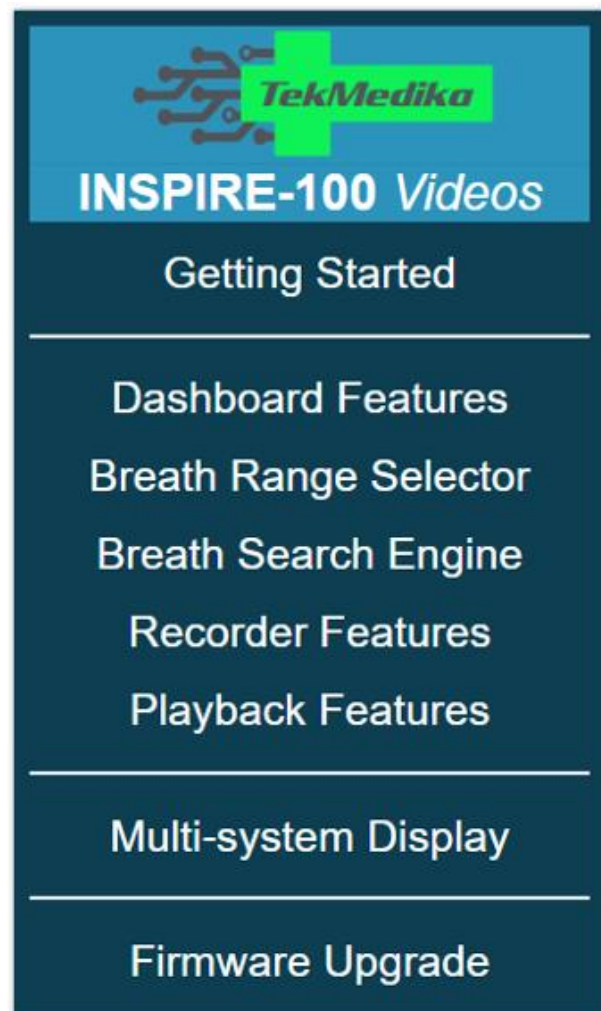 TekMedika
INSPIRE-100 Videos
Getting Started
Dashboard Features
Breath Range Selector
Breath Search Engine
Recorder Features
Playback Features
Multi-system Display
Firmware Upgrade